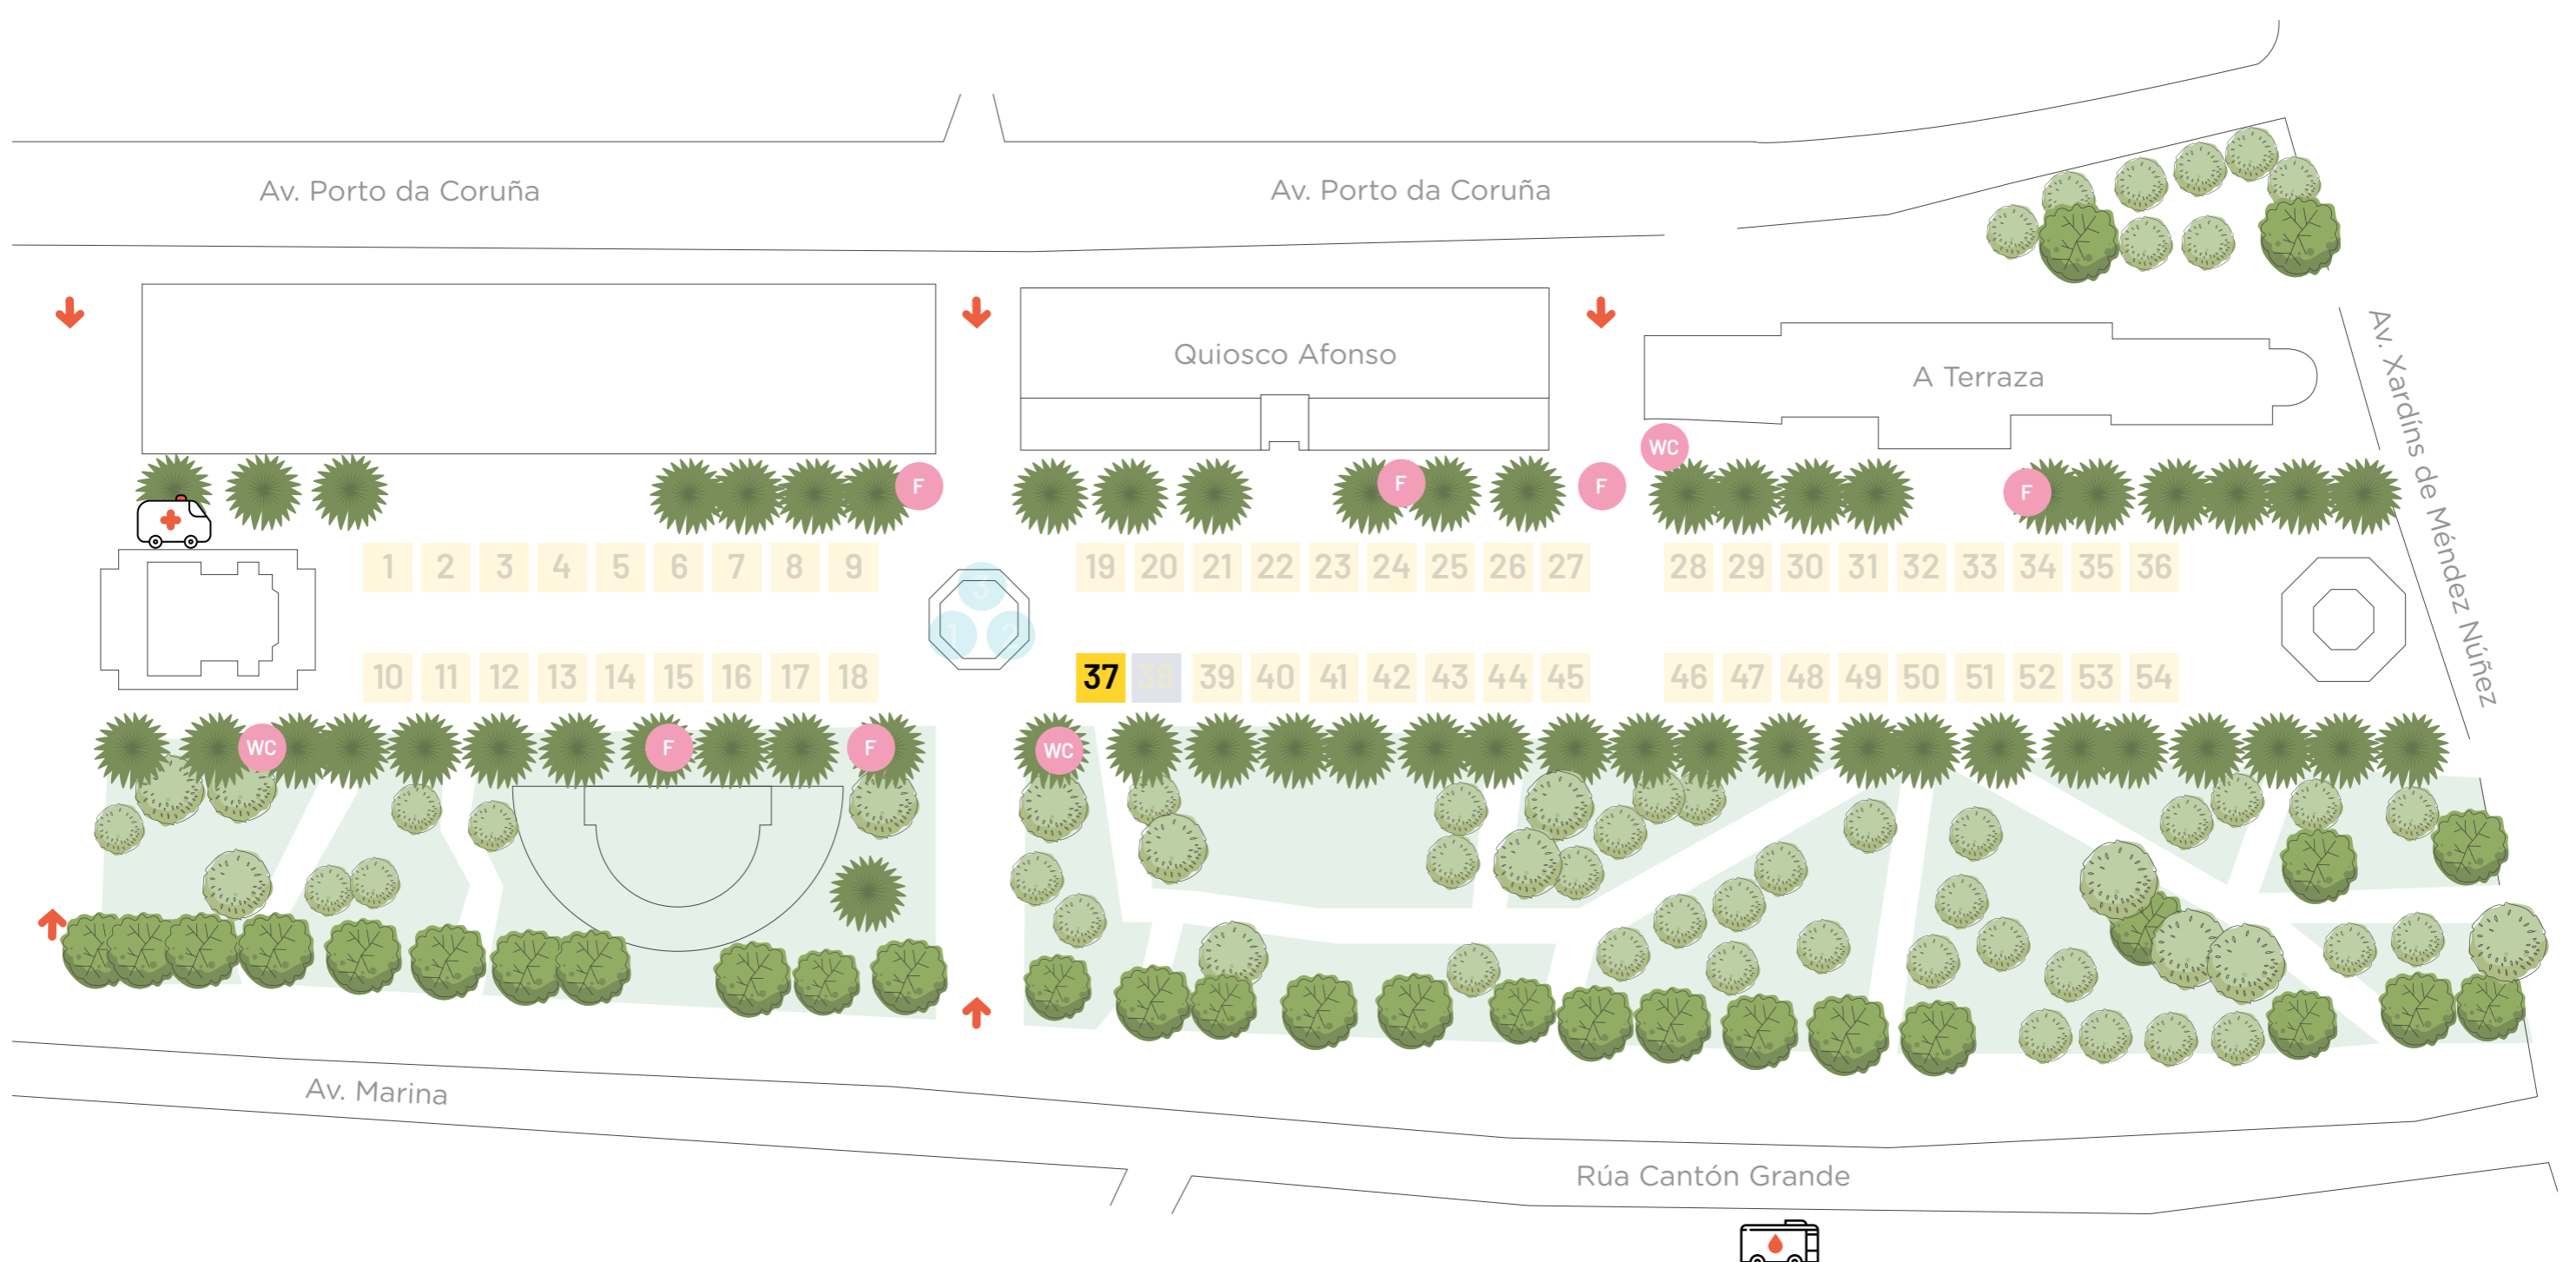 Av. Porto da Coruña
Av. Porto da Coruña
Quiosco Afonso
A Terraza
Av. Xardíns de Méndez Núñez
WC
F
F
F
F
1 2 3 4 5 6 7 8 9
19 20 21 22 23 24 25 26 27
28 29 30 31 32 33 34 35 36
3
1 2
10 11 12 13 14 15 16 17 18
37 38 39 40 41 42 43 44 45
46 47 48 49 50 51 52 53 54
WC
F
F
WC
Av. Marina
Rúa Cantón Grande